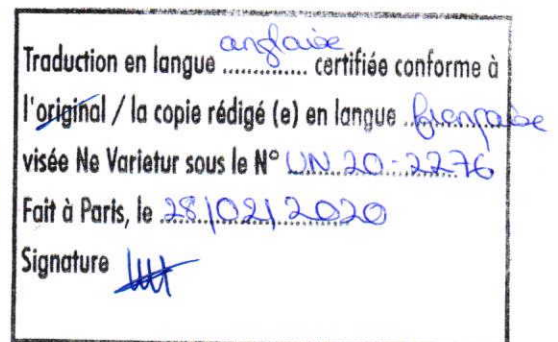 Traduction en langue anglaise certifiée conforme à
l'original / la copie rédigé (e) en langue française
visée Ne Varietur sous le N° UN 20-2276
Fait à Paris, le 28/02/2020
Signature